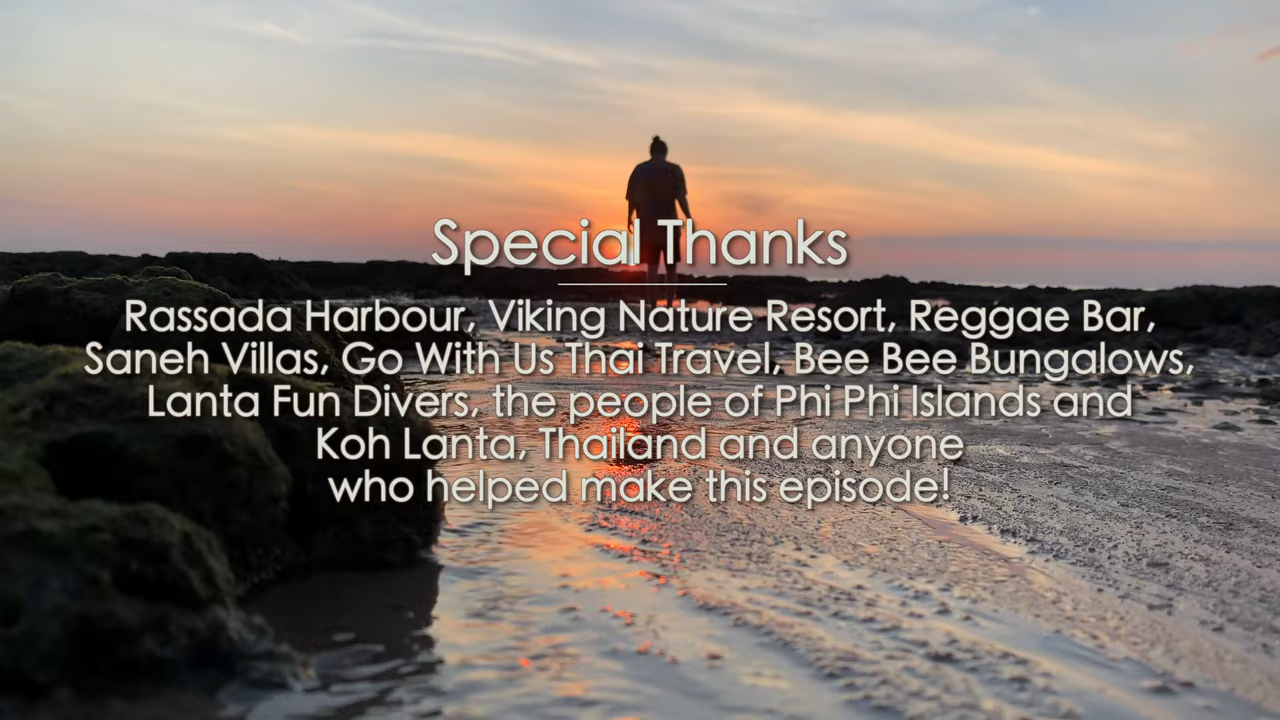 Special Thanks
Rassada Harbour, Viking Nature Resort, Reggae Bar,
Saneh Villas, Go With Us Thai Travel, Bee Bee Bungalows,
Lanta Fun Divers, the people of Phi Phi Islands and
Koh Lanta, Thailand and anyone
who helped make this episode!